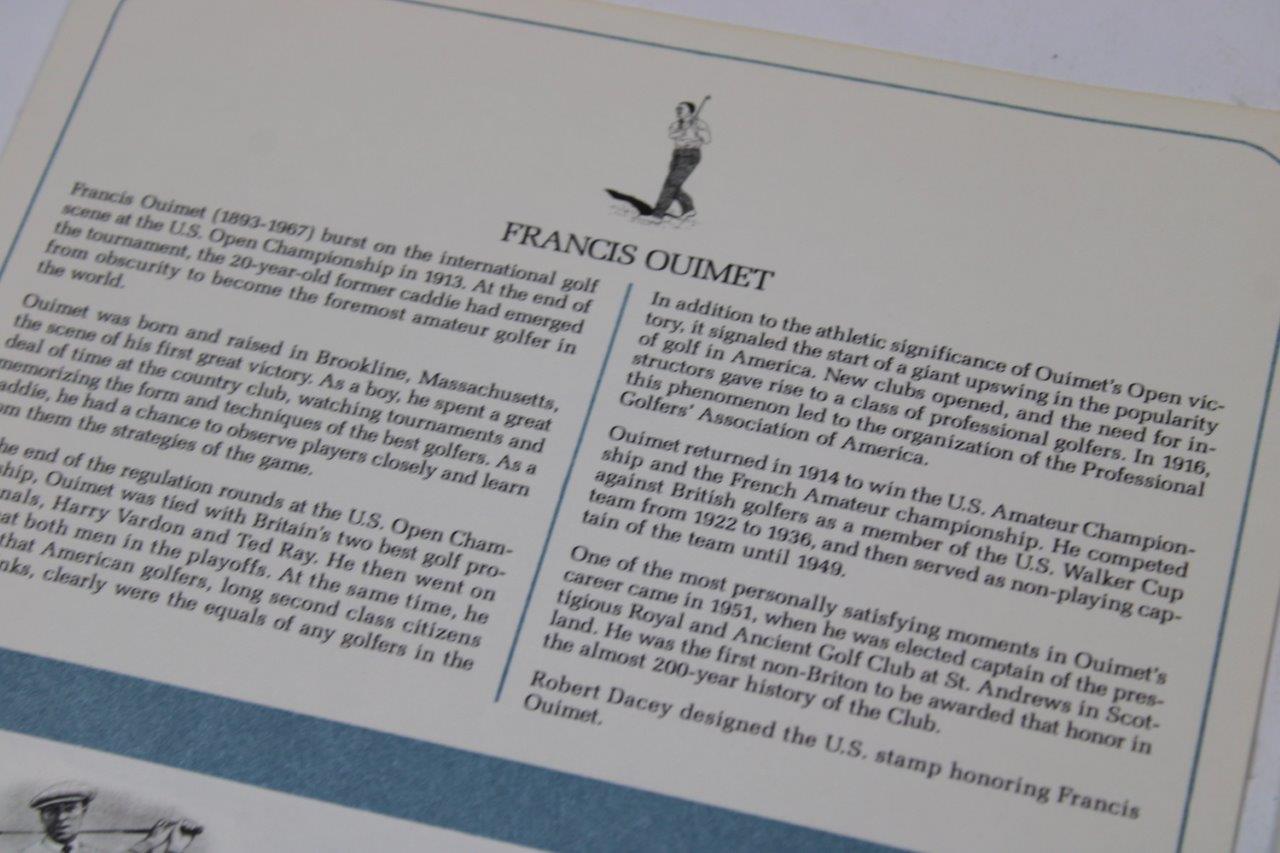 FRANCIS OUIMET
Francis Ouimet (1893-1967) burst on the international golf
scene at the U.S. Open Championship in 1913. At the end of
the tournament, the 20-year-old former caddie had emerged
from obscurity to become the foremost amateur golfer in
the world.
Ouimet was born and raised in Brookline, Massachusetts,
the scene of his first great victory. As a boy, he spent a great
deal of time at the country club, watching tournaments and
memorizing the form and techniques of the best golfers. As a
addie, he had a chance to observe players closely and learn
om them the strategies of the game.
he end of the regulation rounds at the U.S. Open Cham-
ship, Ouimet was tied with Britain's two best golf pro-
nals, Harry Vardon and Ted Ray. He then went on
at both men in the playoffs. At the same time, he
that American golfers, long second class citizens
nks, clearly were the equals of any golfers in the
In addition to the athletic significance of Ouimet's Open vic-
tory, it signaled the start of a giant upswing in the popularity
of golf in America. New clubs opened, and the need for in-
structors gave rise to a class of professional golfers. In 1916,
this phenomenon led to the organization of the Professional
Golfers' Association of America.
Ouimet returned in 1914 to win the U.S. Amateur Champion-
ship and the French Amateur championship. He competed
against British golfers as a member of the U.S. Walker Cup
team from 1922 to 1936, and then served as non-playing cap-
tain of the team until 1949.
One of the most personally satisfying moments in Ouimet's
career came in 1951, when he was elected captain of the pres-
tigious Royal and Ancient Golf Club at St. Andrews in Scot-
land. He was the first non-Briton to be awarded that honor in
the almost 200-year history of the Club.
Robert Dacey designed the U.S. stamp honoring Francis
Ouimet.